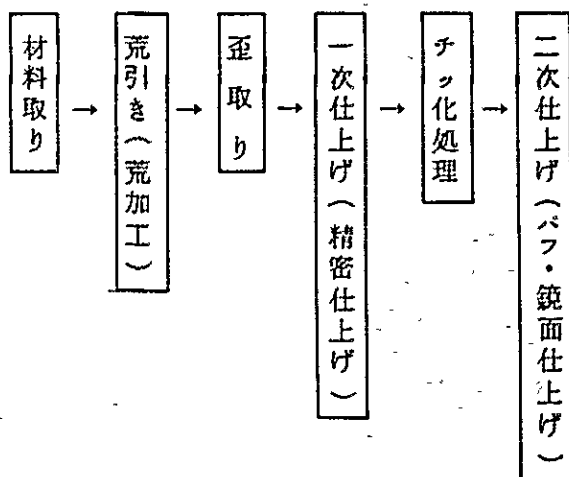 材料取り
荒引き（荒加工）
歪取り
一次仕上げ（精密仕上げ）
チッ化処理
二次仕上げ（バフ・鏡面仕上げ）